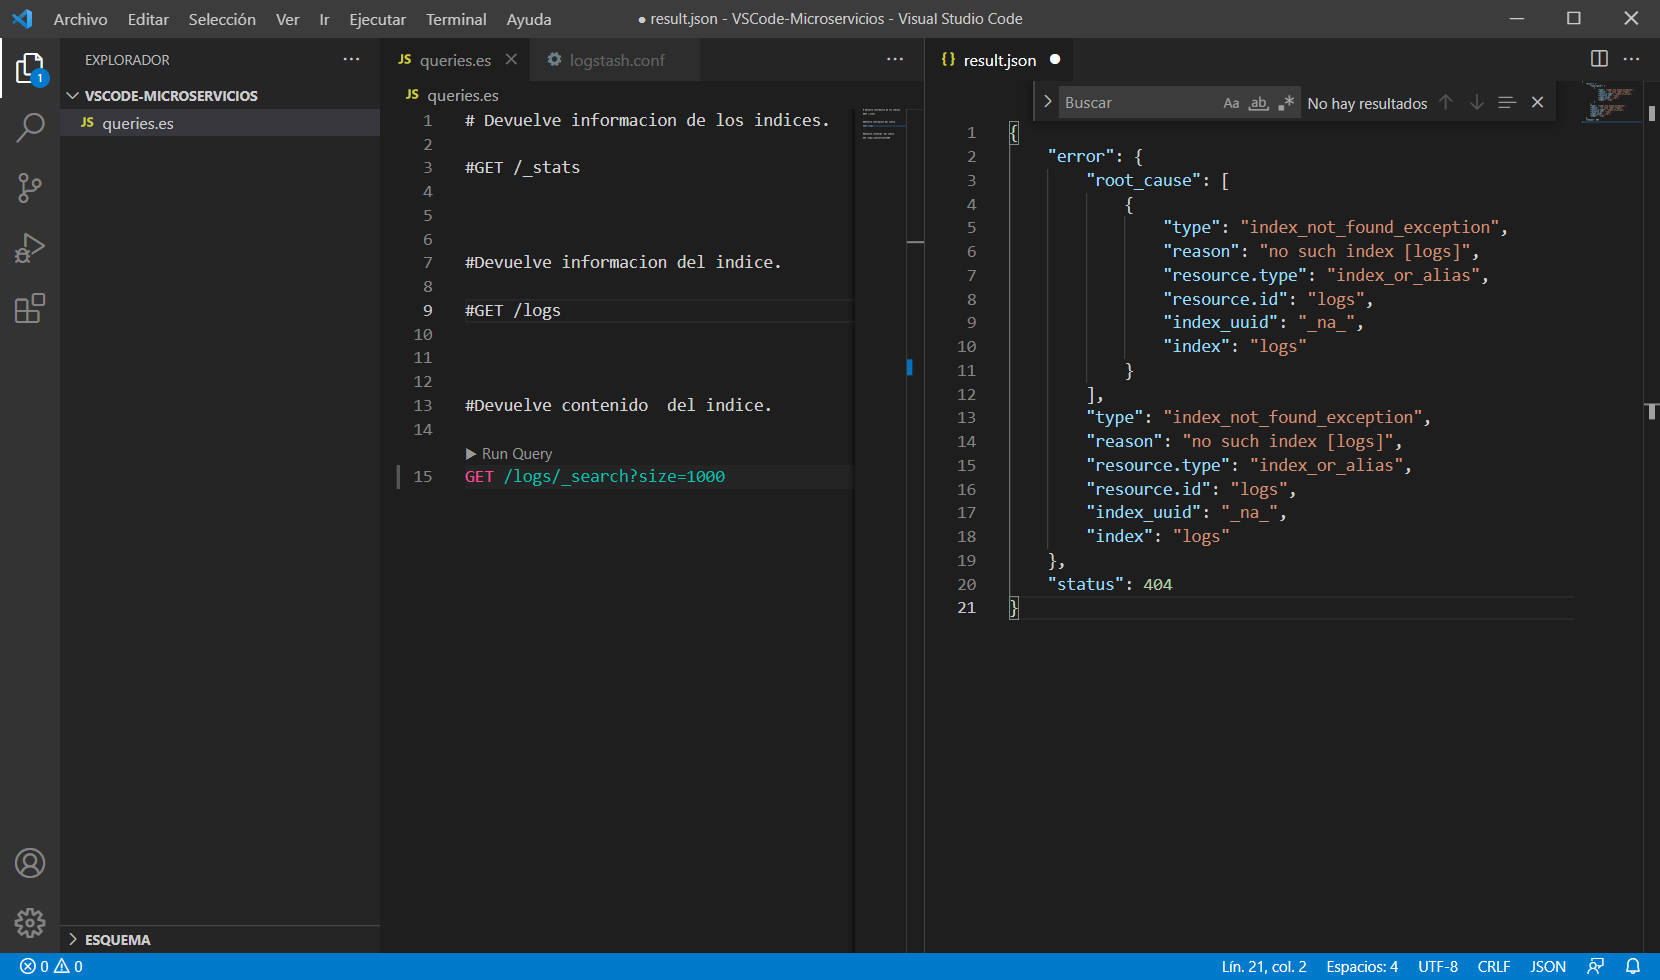 Archivo Editar Selección Ver Ir Ejecutar Terminal Ayuda ● result.json - VSCode-Microservicios - Visual Studio Code
EXPLORADOR ···
VSCODE-MICROSERVICIOS
JS queries.es
ESQUEMA
1
JS queries.es
logstash.conf
···
JS queries.es
1 # Devuelve informacion de los indices.
2
3 #GET /_stats
4
5
6
7 #Devuelve informacion del indice.
8
9 #GET /logs
10
11
12
13 #Devuelve contenido  del indice.
14
Run Query
15 GET /logs/_search?size=1000
{} result.json ●
···
Buscar Aa ab .* No hay resultados
1 {
2 "error": {
3 "root_cause": [
4 {
5 "type": "index_not_found_exception",
6 "reason": "no such index [logs]",
7 "resource.type": "index_or_alias",
8 "resource.id": "logs",
9 "index_uuid": "_na_",
10 "index": "logs"
11 }
12 ],
13 "type": "index_not_found_exception",
14 "reason": "no such index [logs]",
15 "resource.type": "index_or_alias",
16 "resource.id": "logs",
17 "index_uuid": "_na_",
18 "index": "logs"
19 },
20 "status": 404
21 }
0 0 Lín. 21, col. 2 Espacios: 4 UTF-8 CRLF JSON